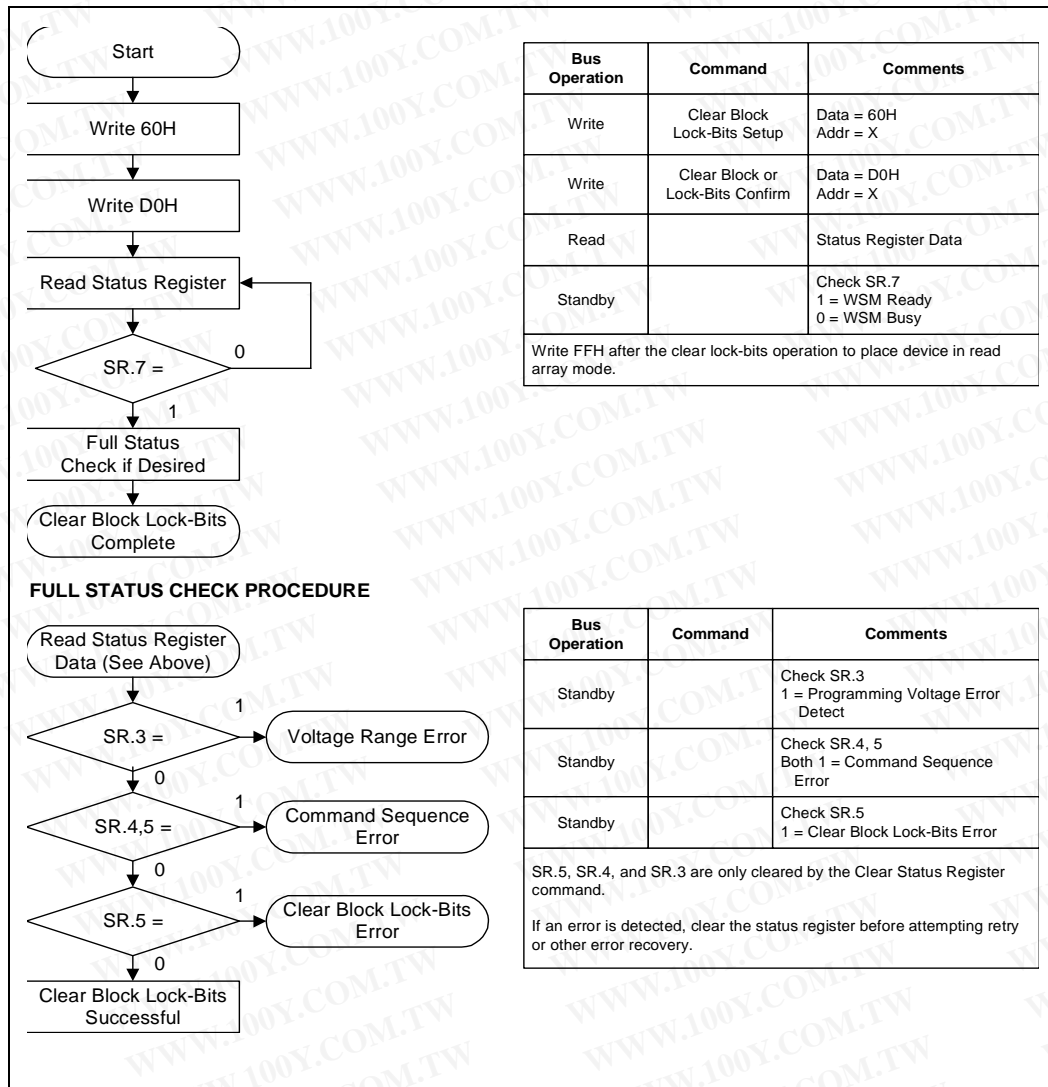 Start
Write 60H
Write D0H
Read Status Register
SR.7 =
0
1
Full Status
Check if Desired
Clear Block Lock-Bits
Complete
Bus
Operation
Command
Comments
Write
Clear Block
Lock-Bits Setup
Data = 60H
Addr = X
Write
Clear Block or
Lock-Bits Confirm
Data = D0H
Addr = X
Read
Status Register Data
Standby
Check SR.7
1 = WSM Ready
0 = WSM Busy
Write FFH after the clear lock-bits operation to place device in read
array mode.
FULL STATUS CHECK PROCEDURE
Read Status Register
Data (See Above)
SR.3 =
1
Voltage Range Error
0
SR.4,5 =
1
Command Sequence
Error
0
SR.5 =
1
Clear Block Lock-Bits
Error
0
Clear Block Lock-Bits
Successful
Bus
Operation
Command
Comments
Standby
Check SR.3
1 = Programming Voltage Error
Detect
Standby
Check SR.4, 5
Both 1 = Command Sequence
Error
Standby
Check SR.5
1 = Clear Block Lock-Bits Error
SR.5, SR.4, and SR.3 are only cleared by the Clear Status Register
command.
If an error is detected, clear the status register before attempting retry
or other error recovery.
WWW.100Y.COM.TW